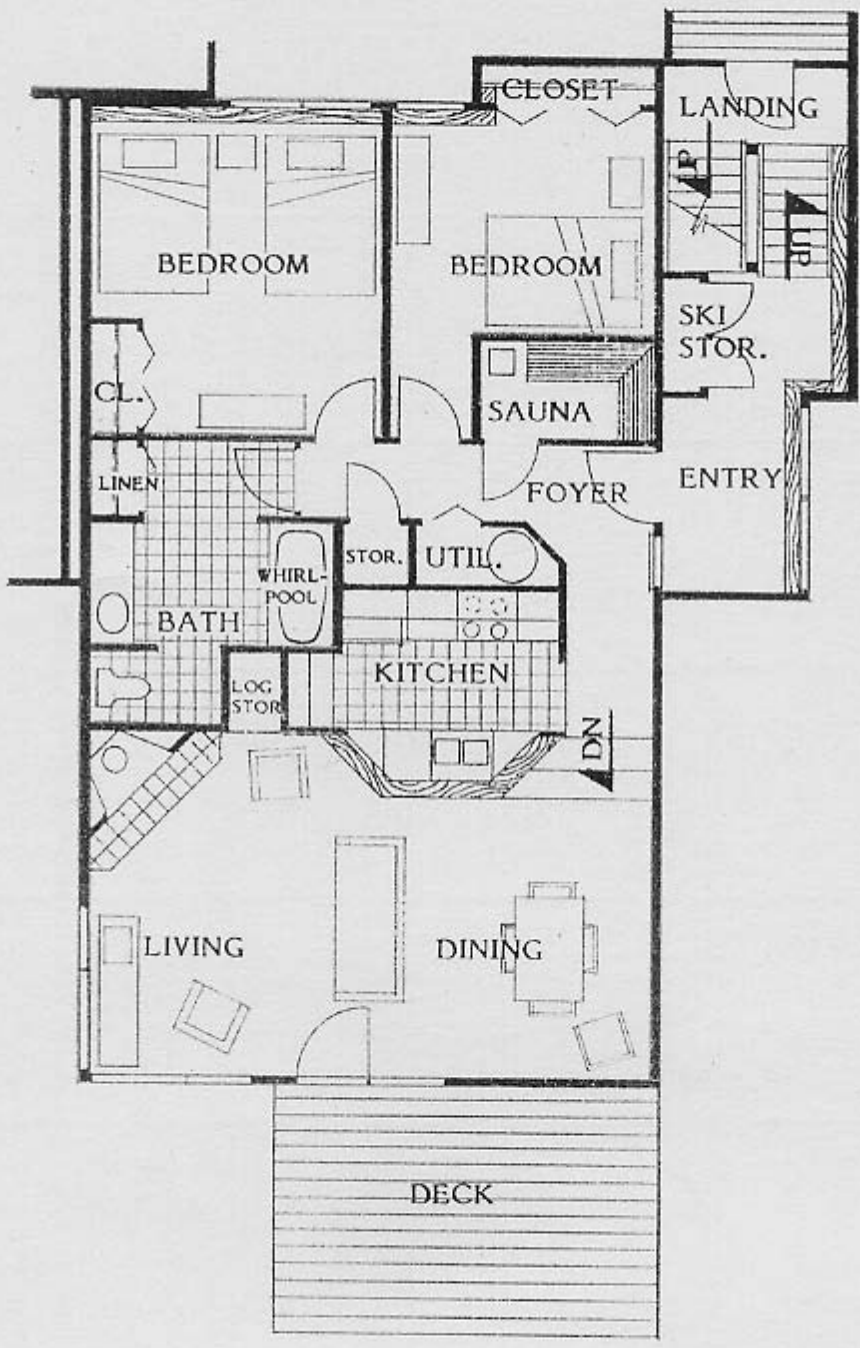 CLOSET
LANDING
UP
UP
BEDROOM
BEDROOM
SKI
STOR.
CL.
SAUNA
LINEN
FOYER
ENTRY
STOR.
UTIL.
WHIRL-
POOL
BATH
KITCHEN
LOG
STOR
DN
LIVING
DINING
DECK